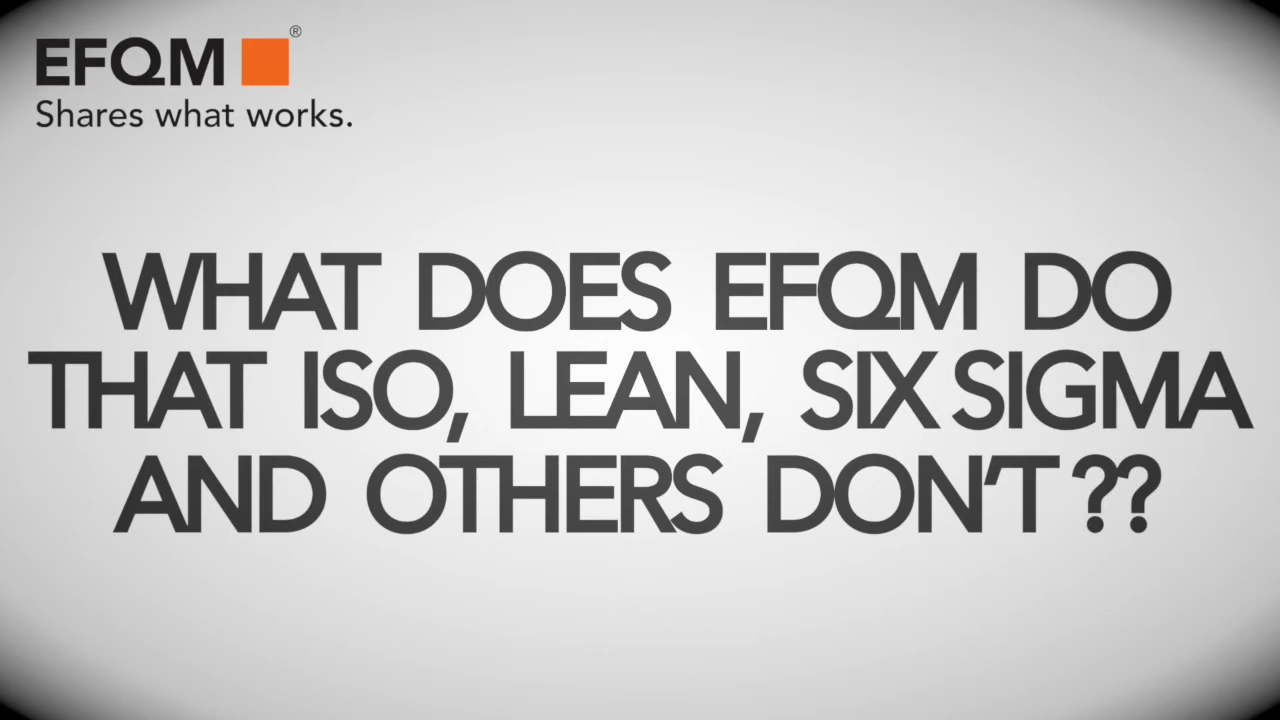 EFQM ®
Shares what works.
WHAT DOES EFQM DO
THAT ISO, LEAN, SIX SIGMA
AND OTHERS DON'T ??